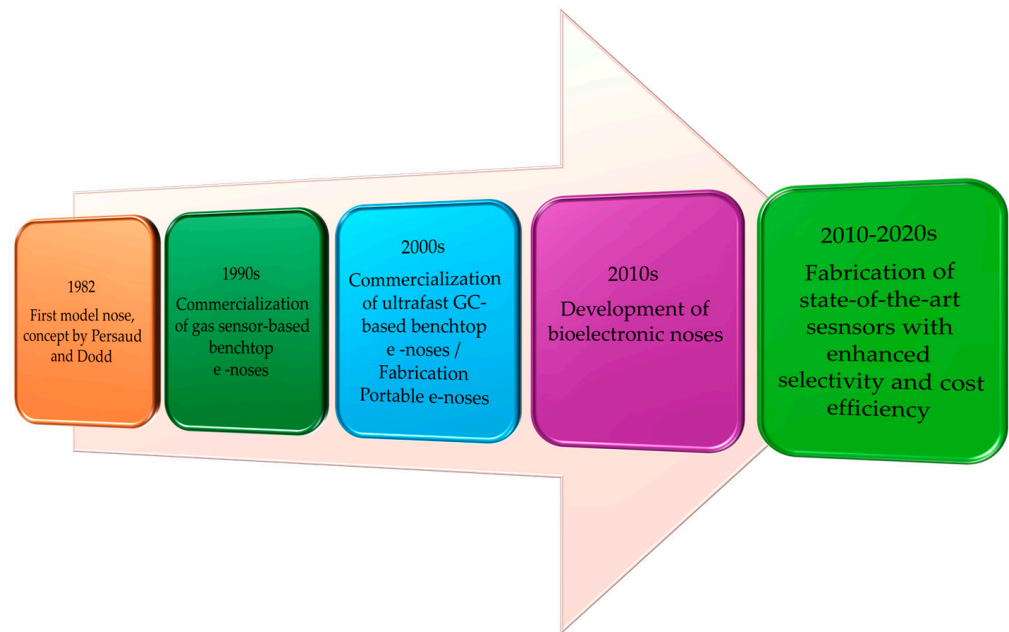 1982
First model nose,
concept by Persaud
and Dodd
1990s
Commercialization
of gas sensor-based
benchtop
e -noses
2000s
Commercialization
of ultrafast GC-
based benchtop
e -noses /
Fabrication
Portable e-noses
2010s
Development of
bioelectronic noses
2010-2020s
Fabrication of
state-of-the-art
sesnsors with
enhanced
selectivity and cost
efficiency